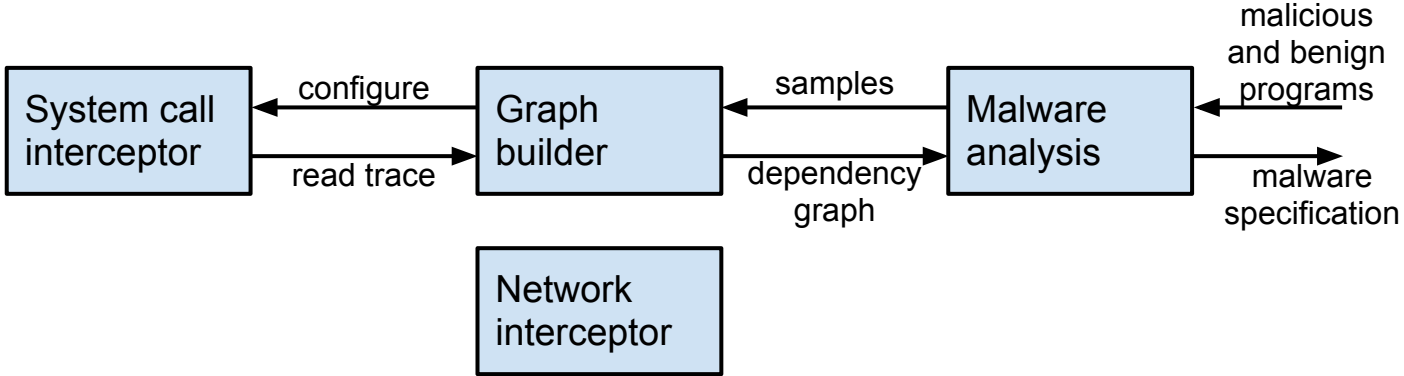 System call
interceptor
configure
read trace
Graph
builder
samples
dependency
graph
Malware
analysis
malicious
and benign
programs
malware
specification
Network
interceptor